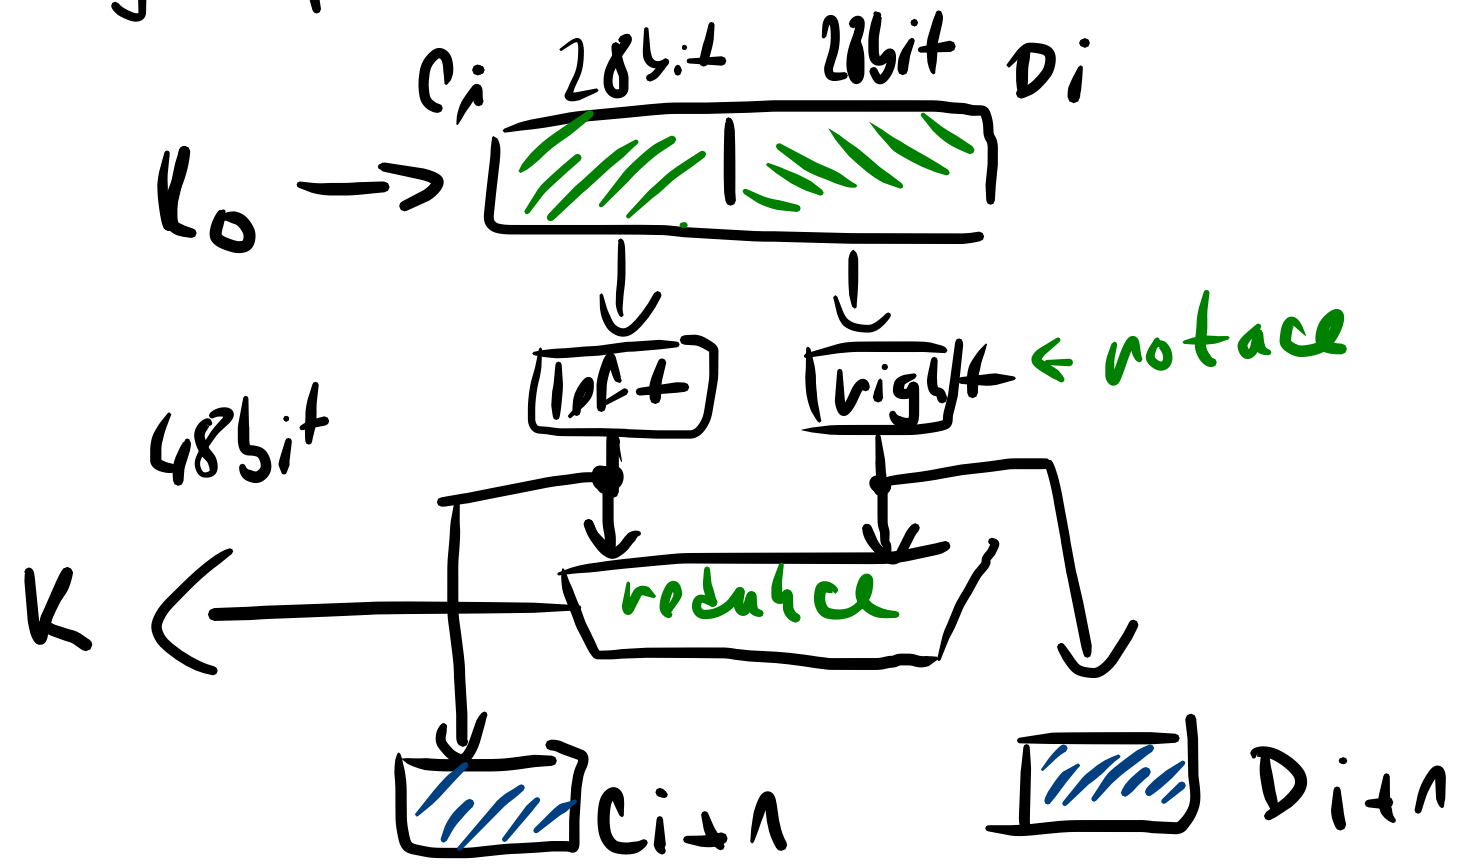 Ci 28bit 28bit Di
K0
left right ← rotace
48bit
redukce
K
Ci+1 Di+1